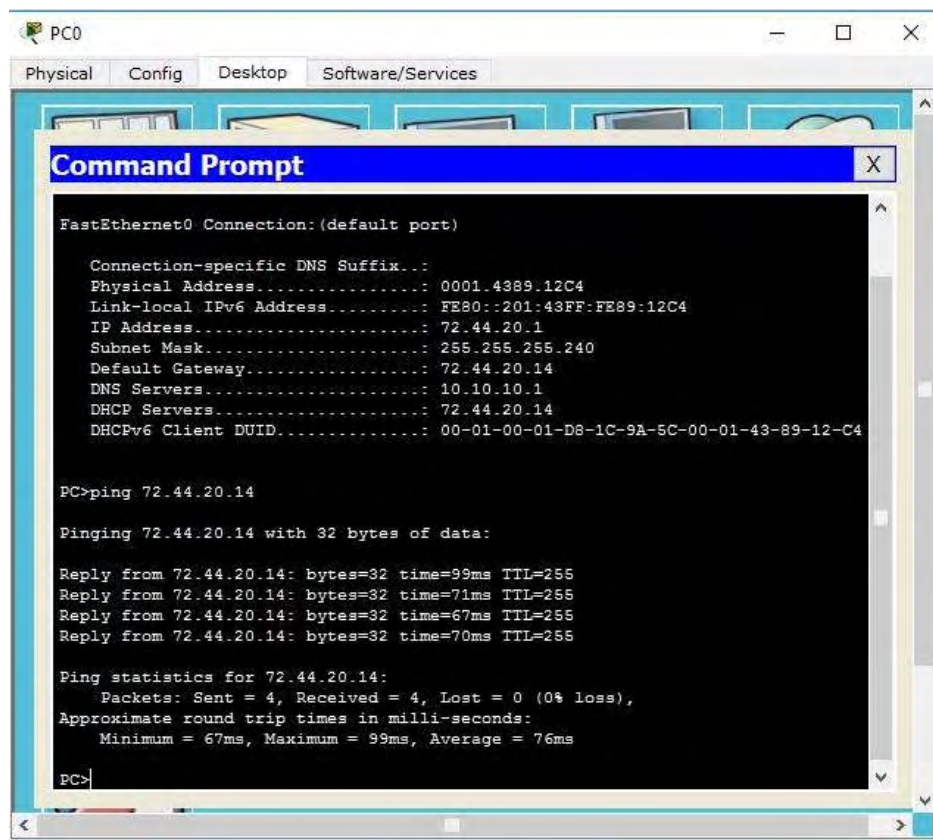 PC0
Physical Config Desktop Software/Services
Command Prompt X
FastEthernet0 Connection:(default port)
Connection-specific DNS Suffix..:
Physical Address................: 0001.4389.12C4
Link-local IPv6 Address.........: FE80::201:43FF:FE89:12C4
IP Address......................: 72.44.20.1
Subnet Mask.....................: 255.255.255.240
Default Gateway.................: 72.44.20.14
DNS Servers.....................: 10.10.10.1
DHCP Servers....................: 72.44.20.14
DHCPv6 Client DUID..............: 00-01-00-01-D8-1C-9A-5C-00-01-43-89-12-C4
PC>ping 72.44.20.14
Pinging 72.44.20.14 with 32 bytes of data:
Reply from 72.44.20.14: bytes=32 time=99ms TTL=255
Reply from 72.44.20.14: bytes=32 time=71ms TTL=255
Reply from 72.44.20.14: bytes=32 time=67ms TTL=255
Reply from 72.44.20.14: bytes=32 time=70ms TTL=255
Ping statistics for 72.44.20.14:
Packets: Sent = 4, Received = 4, Lost = 0 (0% loss),
Approximate round trip times in milli-seconds:
Minimum = 67ms, Maximum = 99ms, Average = 76ms
PC>